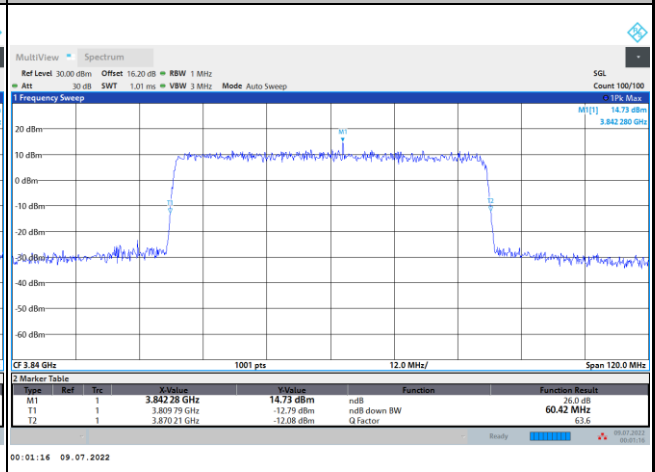 MultiView Spectrum
Ref Level 30.00 dBm Offset 16.20 dB RBW 1 MHz SGL
Att 30 dB SWT 1.01 ms VBW 3 MHz Mode Auto Sweep Count 100/100
1 Frequency Sweep 1Pk Max
M1[1] 14.73 dBm
3.842 280 GHz
20 dBm
M1
10 dBm
0 dBm
T1 T2
-10 dBm
-20 dBm
-30 dBm
-40 dBm
-50 dBm
-60 dBm
CF 3.84 GHz 1001 pts 12.0 MHz/ Span 120.0 MHz
2 Marker Table
Type Ref Trc X-Value Y-Value Function Function Result
M1 1 3.842 28 GHz 14.73 dBm ndB 26.0 dB
T1 1 3.809 79 GHz -12.79 dBm ndB down BW 60.42 MHz
T2 1 3.870 21 GHz -12.08 dBm Q Factor 63.6
Ready 09.07.2022
00:01:16
00:01:16 09.07.2022